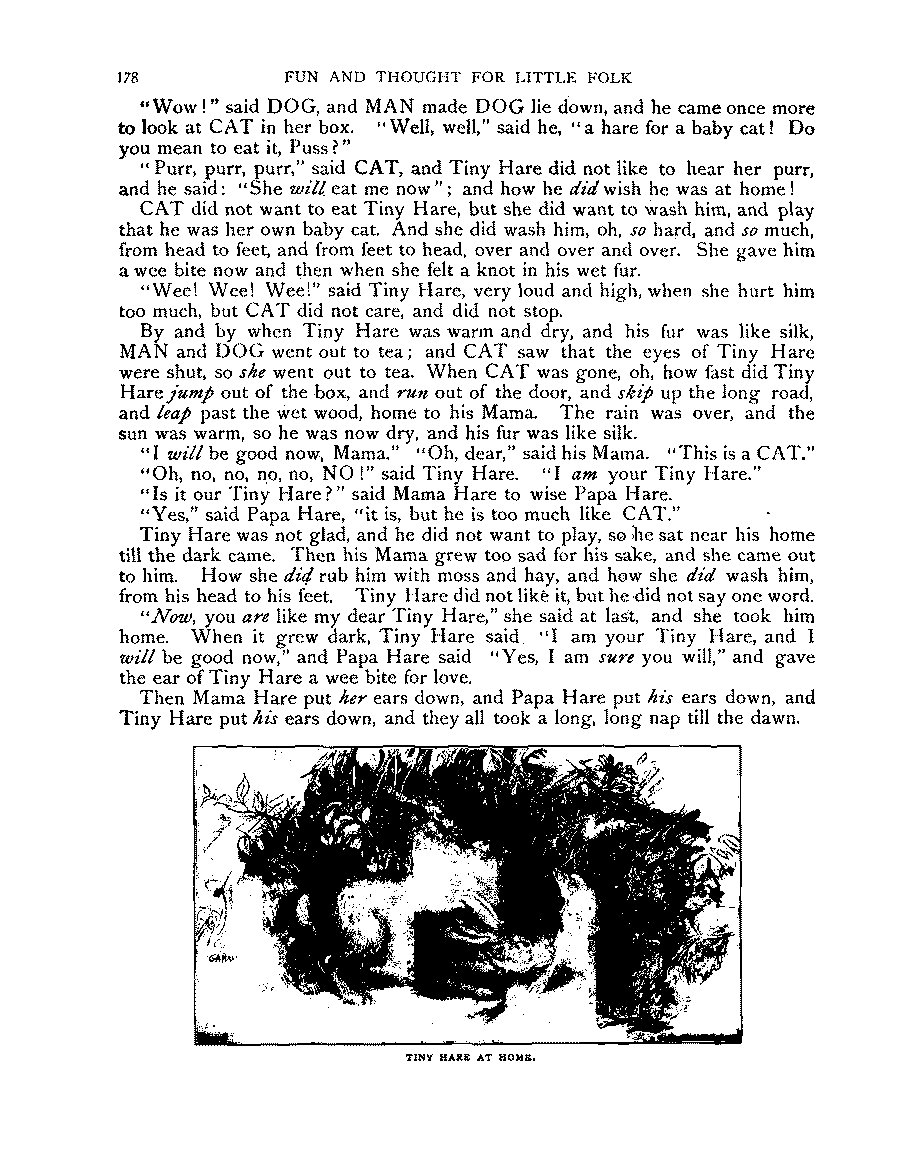 178 FUN AND THOUGHT FOR LITTLE FOLK
"Wow!" said DOG, and MAN made DOG lie down, and he came once more
to look at CAT in her box. "Well, well," said he, "a hare for a baby cat! Do
you mean to eat it, Puss?"
"Purr, purr, purr," said CAT, and Tiny Hare did not like to hear her purr,
and he said: "She will eat me now"; and how he did wish he was at home!
CAT did not want to eat Tiny Hare, but she did want to wash him, and play
that he was her own baby cat. And she did wash him, oh, so hard, and so much,
from head to feet, and from feet to head, over and over and over. She gave him
a wee bite now and then when she felt a knot in his wet fur.
"Wee! Wee! Wee!" said Tiny Hare, very loud and high, when she hurt him
too much, but CAT did not care, and did not stop.
By and by when Tiny Hare was warm and dry, and his fur was like silk,
MAN and DOG went out to tea; and CAT saw that the eyes of Tiny Hare
were shut, so she went out to tea. When CAT was gone, oh, how fast did Tiny
Hare jump out of the box, and run out of the door, and skip up the long road,
and leap past the wet wood, home to his Mama. The rain was over, and the
sun was warm, so he was now dry, and his fur was like silk.
"I will be good now, Mama." "Oh, dear," said his Mama. "This is a CAT."
"Oh, no, no, no, no, NO!" said Tiny Hare. "I am your Tiny Hare."
"Is it our Tiny Hare?" said Mama Hare to wise Papa Hare.
"Yes," said Papa Hare, "it is, but he is too much like CAT."
Tiny Hare was not glad, and he did not want to play, so he sat near his home
till the dark came. Then his Mama grew too sad for his sake, and she came out
to him. How she did rub him with moss and hay, and how she did wash him,
from his head to his feet. Tiny Hare did not like it, but he did not say one word.
"Now, you are like my dear Tiny Hare," she said at last, and she took him
home. When it grew dark, Tiny Hare said "I am your Tiny Hare, and I
will be good now," and Papa Hare said "Yes, I am sure you will," and gave
the ear of Tiny Hare a wee bite for love.
Then Mama Hare put her ears down, and Papa Hare put his ears down, and
Tiny Hare put his ears down, and they all took a long, long nap till the dawn.
TINY HARE AT HOME.